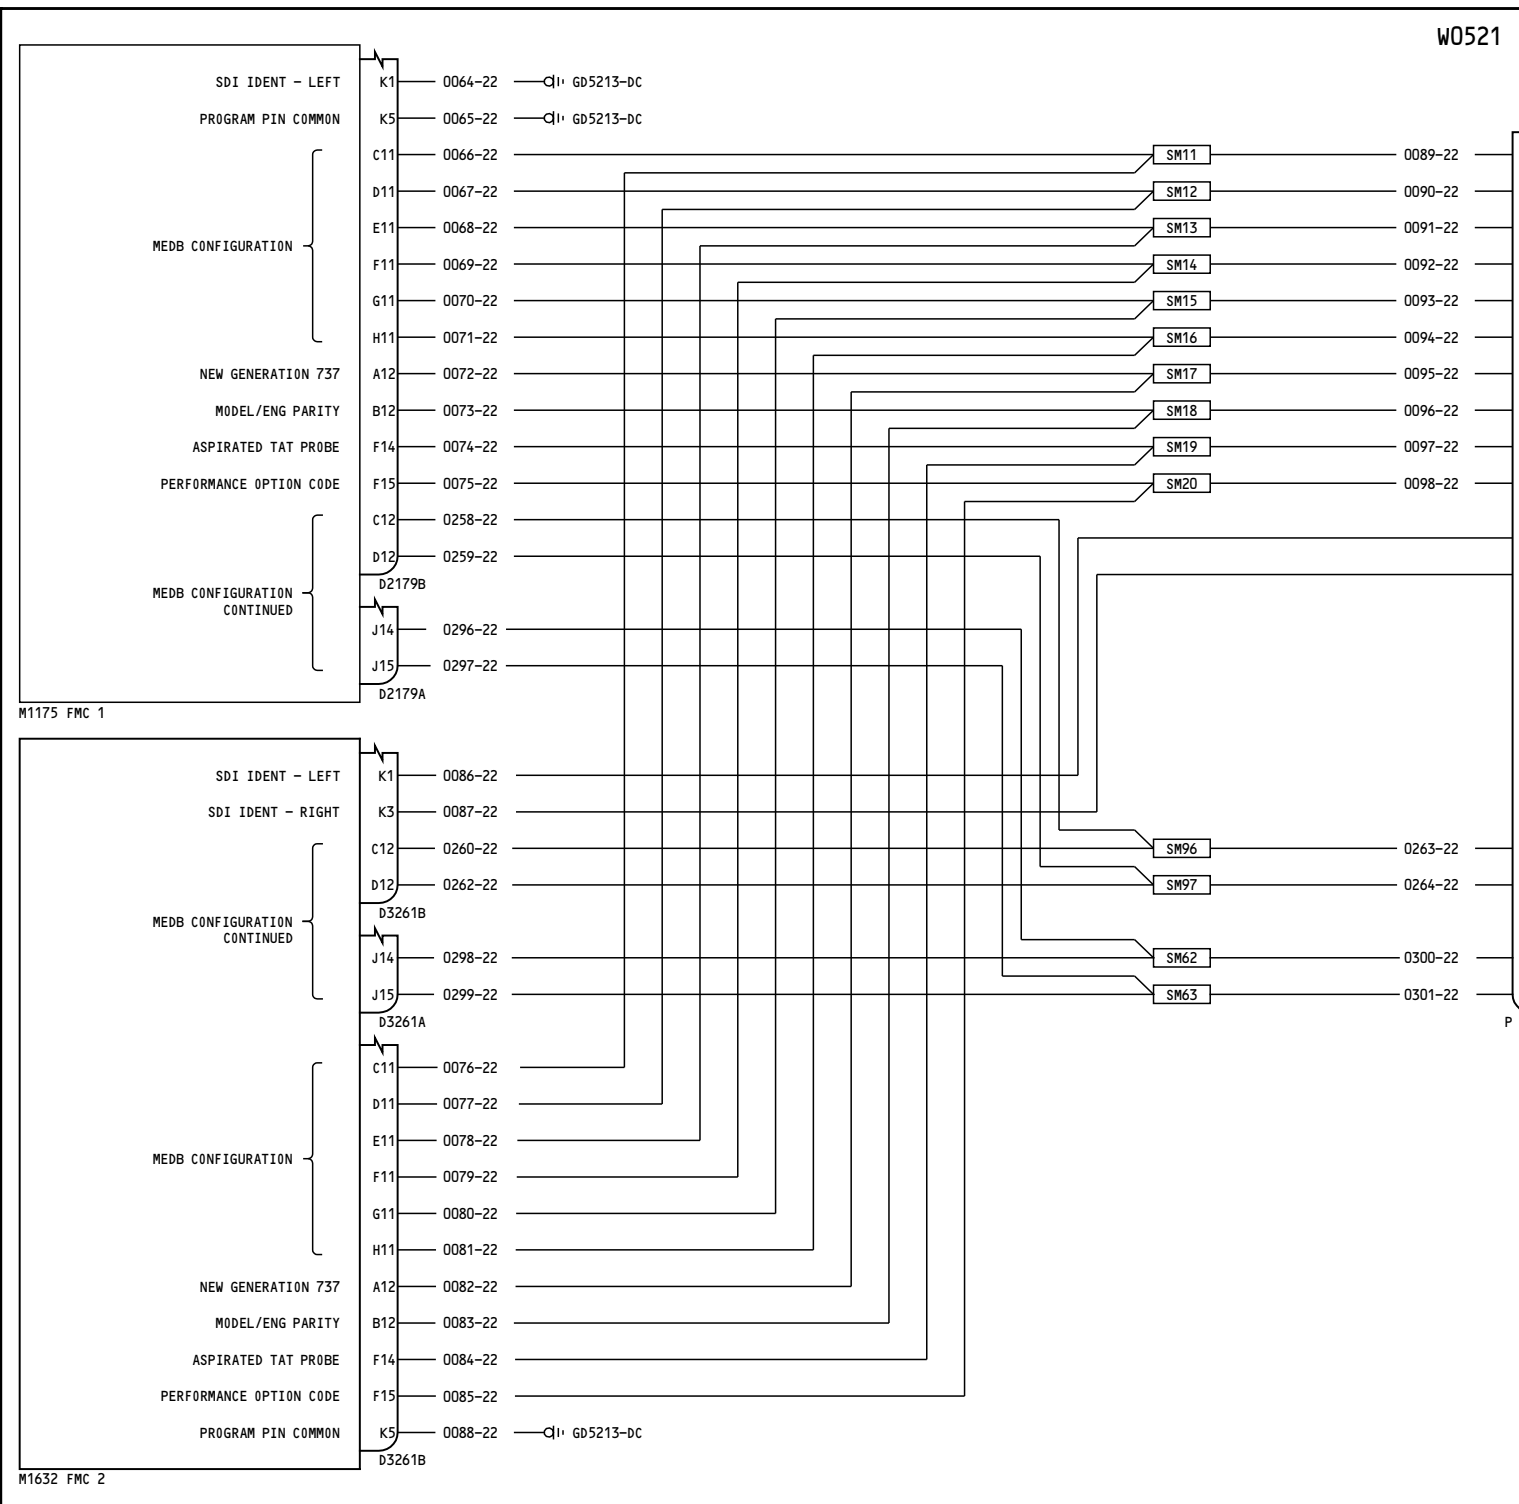 W0521
SDI IDENT – LEFT K1 0064–22 GD5213–DC
PROGRAM PIN COMMON K5 0065–22 GD5213–DC
C11 0066–22 SM11 0089–22
D11 0067–22 SM12 0090–22
E11 0068–22 SM13 0091–22
MEDB CONFIGURATION
F11 0069–22 SM14 0092–22
G11 0070–22 SM15 0093–22
H11 0071–22 SM16 0094–22
NEW GENERATION 737 A12 0072–22 SM17 0095–22
MODEL/ENG PARITY B12 0073–22 SM18 0096–22
ASPIRATED TAT PROBE F14 0074–22 SM19 0097–22
PERFORMANCE OPTION CODE F15 0075–22 SM20 0098–22
C12 0258–22
D12 0259–22
D2179B
MEDB CONFIGURATION
CONTINUED
J14 0296–22
J15 0297–22
D2179A
M1175 FMC 1
SDI IDENT – LEFT K1 0086–22
SDI IDENT – RIGHT K3 0087–22
C12 0260–22 SM96 0263–22
D12 0262–22 SM97 0264–22
D3261B
MEDB CONFIGURATION
CONTINUED
J14 0298–22 SM62 0300–22
J15 0299–22 SM63 0301–22
D3261A P
C11 0076–22
D11 0077–22
E11 0078–22
MEDB CONFIGURATION
F11 0079–22
G11 0080–22
H11 0081–22
NEW GENERATION 737 A12 0082–22
MODEL/ENG PARITY B12 0083–22
ASPIRATED TAT PROBE F14 0084–22
PERFORMANCE OPTION CODE F15 0085–22
PROGRAM PIN COMMON K5 0088–22 GD5213–DC
D3261B
M1632 FMC 2